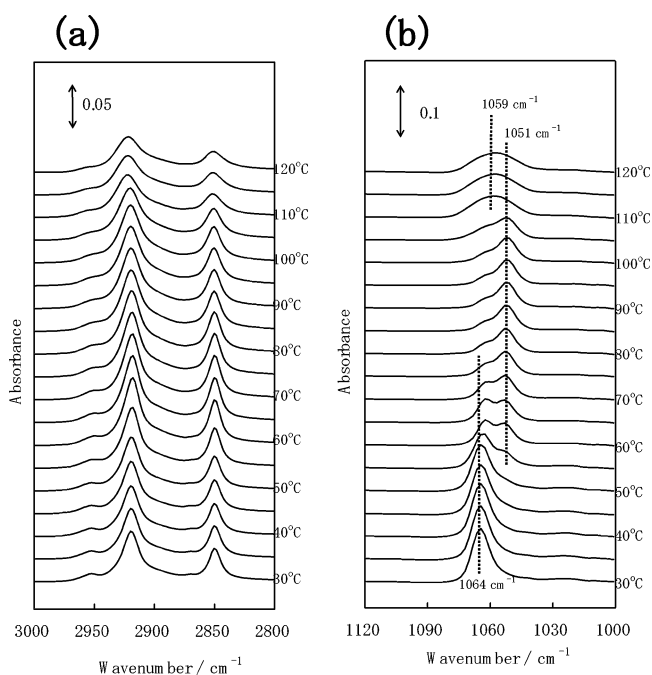 (a)
0.05
120°C
110°C
100°C
90°C
80°C
70°C
60°C
50°C
40°C
30°C
Absorbance
3000 2950 2900 2850 2800
Wavenumber / cm-1
(b)
0.1
1059 cm-1
1051 cm-1
120°C
110°C
100°C
90°C
80°C
70°C
60°C
50°C
40°C
30°C
1064 cm-1
Absorbance
1120 1090 1060 1030 1000
Wavenumber / cm-1